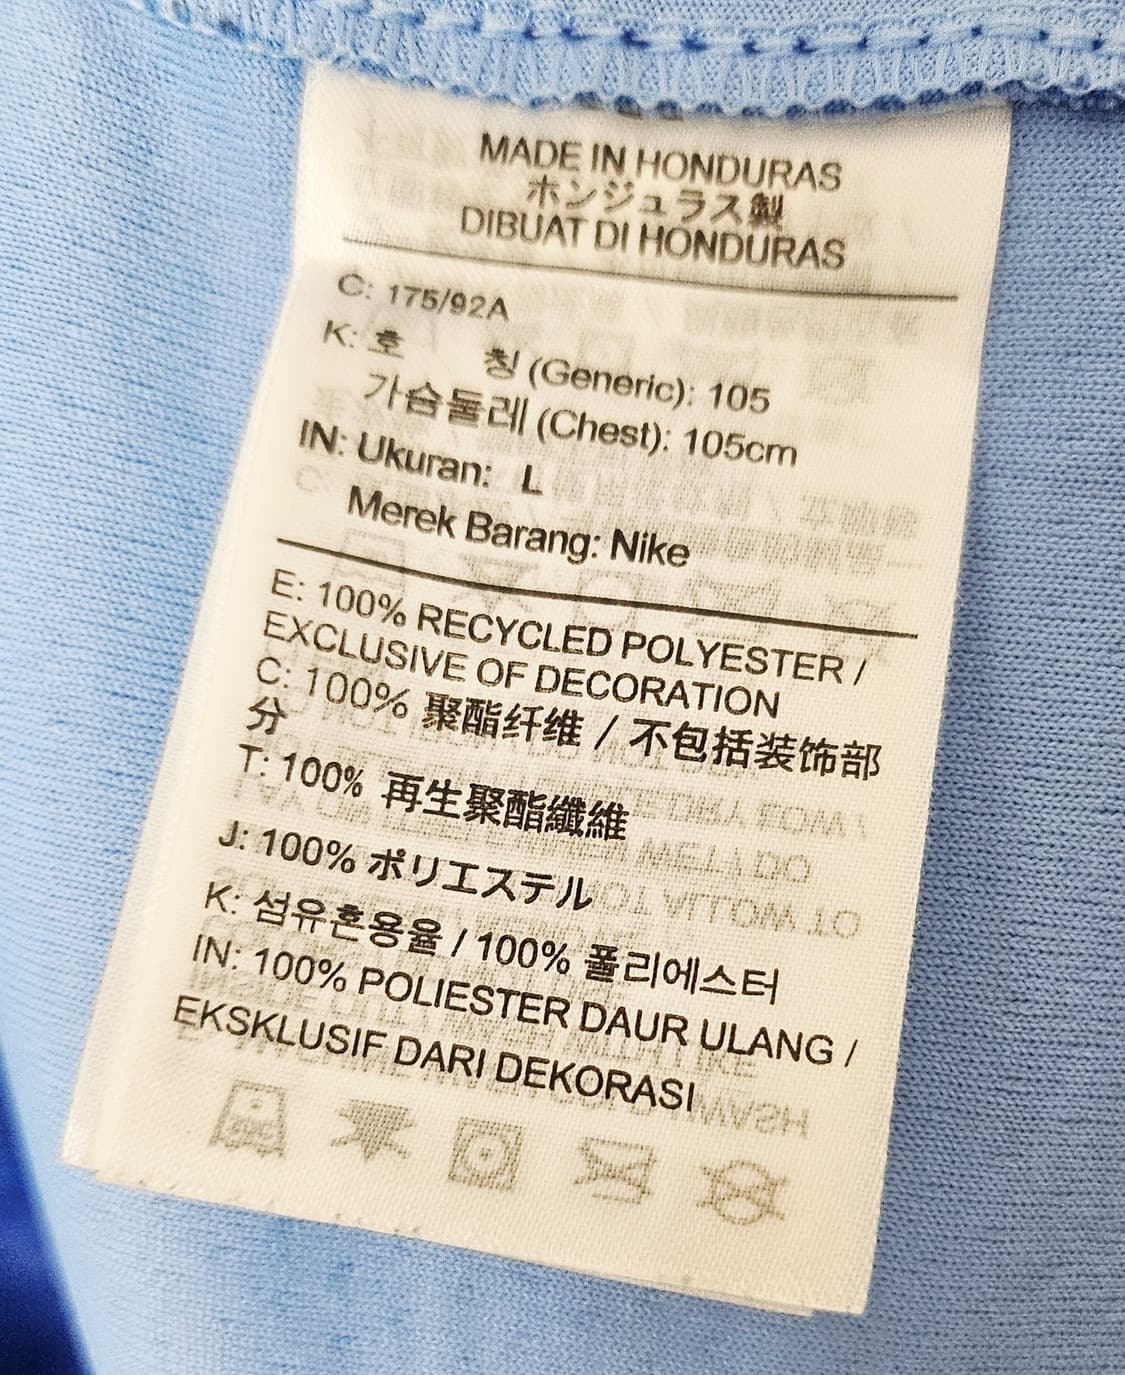 MADE IN HONDURAS
ホンジュラス製
DIBUAT DI HONDURAS
C: 175/92A
K: 호 칭 (Generic): 105
가슴둘레 (Chest): 105cm
IN: Ukuran: L
Merek Barang: Nike
E: 100% RECYCLED POLYESTER /
EXCLUSIVE OF DECORATION
C: 100% 聚酯纤维 / 不包括装饰部
分
T: 100% 再生聚酯纖維
J: 100% ポリエステル
K: 섬유혼용율 / 100% 폴리에스터
IN: 100% POLIESTER DAUR ULANG /
EKSKLUSIF DARI DEKORASI